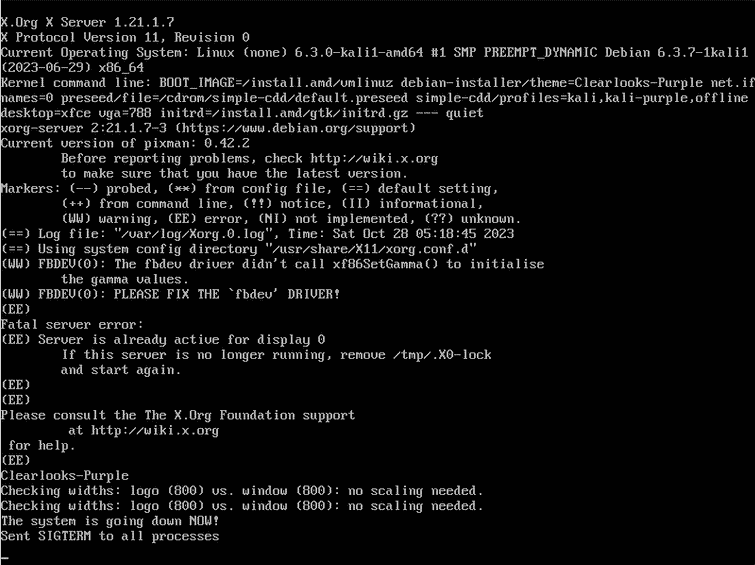 X.Org X Server 1.21.1.7
X Protocol Version 11, Revision 0
Current Operating System: Linux (none) 6.3.0-kali1-amd64 #1 SMP PREEMPT_DYNAMIC Debian 6.3.7-1kali1
(2023-06-29) x86_64
Kernel command line: BOOT_IMAGE=/install.amd/vmlinuz debian-installer/theme=Clearlooks-Purple net.if
names=0 preseed/file=/cdrom/simple-cdd/default.preseed simple-cdd/profiles=kali,kali-purple,offline
desktop=xfce vga=788 initrd=/install.amd/gtk/initrd.gz --- quiet
xorg-server 2:21.1.7-3 (https://www.debian.org/support)
Current version of pixman: 0.42.2
Before reporting problems, check http://wiki.x.org
to make sure that you have the latest version.
Markers: (--) probed, (**) from config file, (==) default setting,
(++) from command line, (!!) notice, (II) informational,
(WW) warning, (EE) error, (NI) not implemented, (??) unknown.
(==) Log file: "/var/log/Xorg.0.log", Time: Sat Oct 28 05:18:45 2023
(==) Using system config directory "/usr/share/X11/xorg.conf.d"
(WW) FBDEV(0): The fbdev driver didn't call xf86SetGamma() to initialise
the gamma values.
(WW) FBDEV(0): PLEASE FIX THE `fbdev' DRIVER!
(EE)
Fatal server error:
(EE) Server is already active for display 0
If this server is no longer running, remove /tmp/.X0-lock
and start again.
(EE)
(EE)
Please consult the The X.Org Foundation support
at http://wiki.x.org
for help.
(EE)
Clearlooks-Purple
Checking widths: logo (800) vs. window (800): no scaling needed.
Checking widths: logo (800) vs. window (800): no scaling needed.
The system is going down NOW!
Sent SIGTERM to all processes